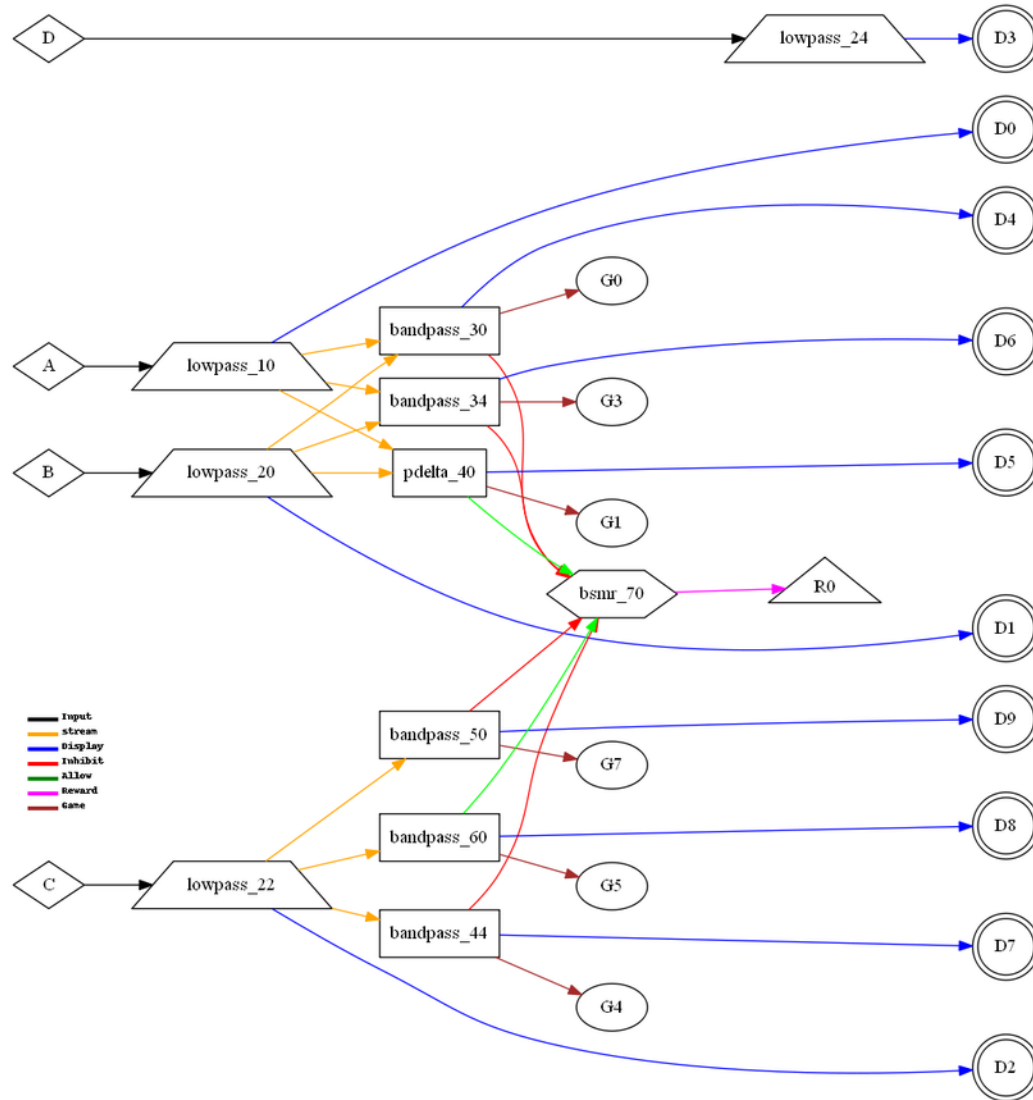 D
lowpass_24
D3
D0
D4
G0
bandpass_30
D6
A
lowpass_10
bandpass_34
G3
B
lowpass_20
pdelta_40
D5
G1
bsmr_70
R0
D1
Input
stream
Display
Inhibit
Allow
Reward
Game
bandpass_50
D9
G7
bandpass_60
D8
C
lowpass_22
G5
bandpass_44
D7
G4
D2